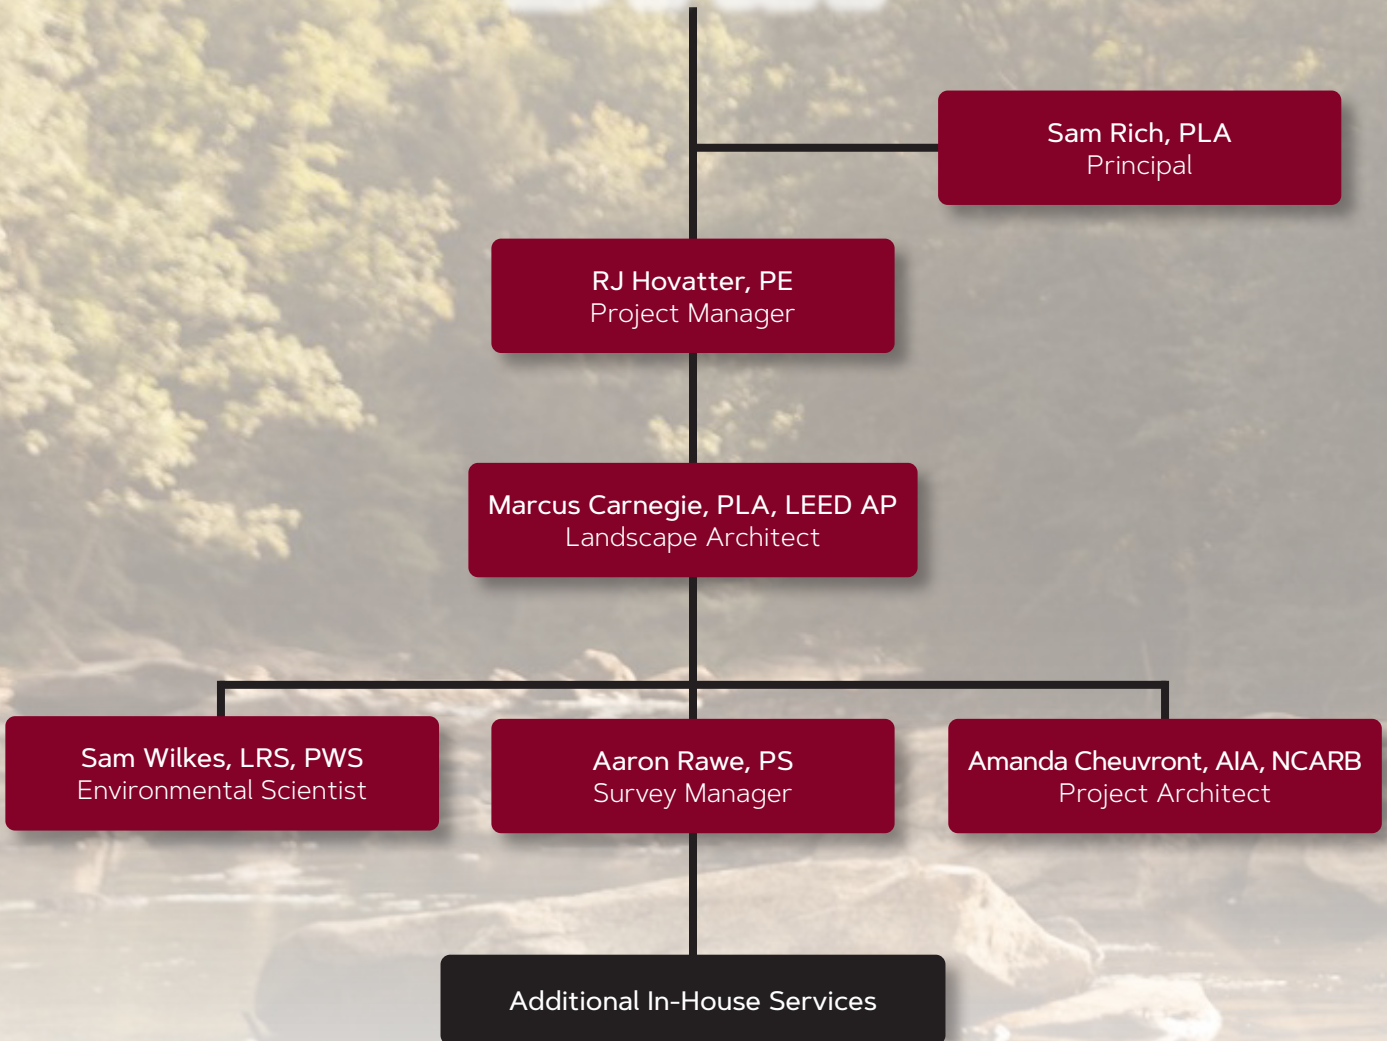 Sam Rich, PLA
Principal
RJ Hovatter, PE
Project Manager
Marcus Carnegie, PLA, LEED AP
Landscape Architect
Sam Wilkes, LRS, PWS
Environmental Scientist
Aaron Rawe, PS
Survey Manager
Amanda Cheuvront, AIA, NCARB
Project Architect
Additional In-House Services